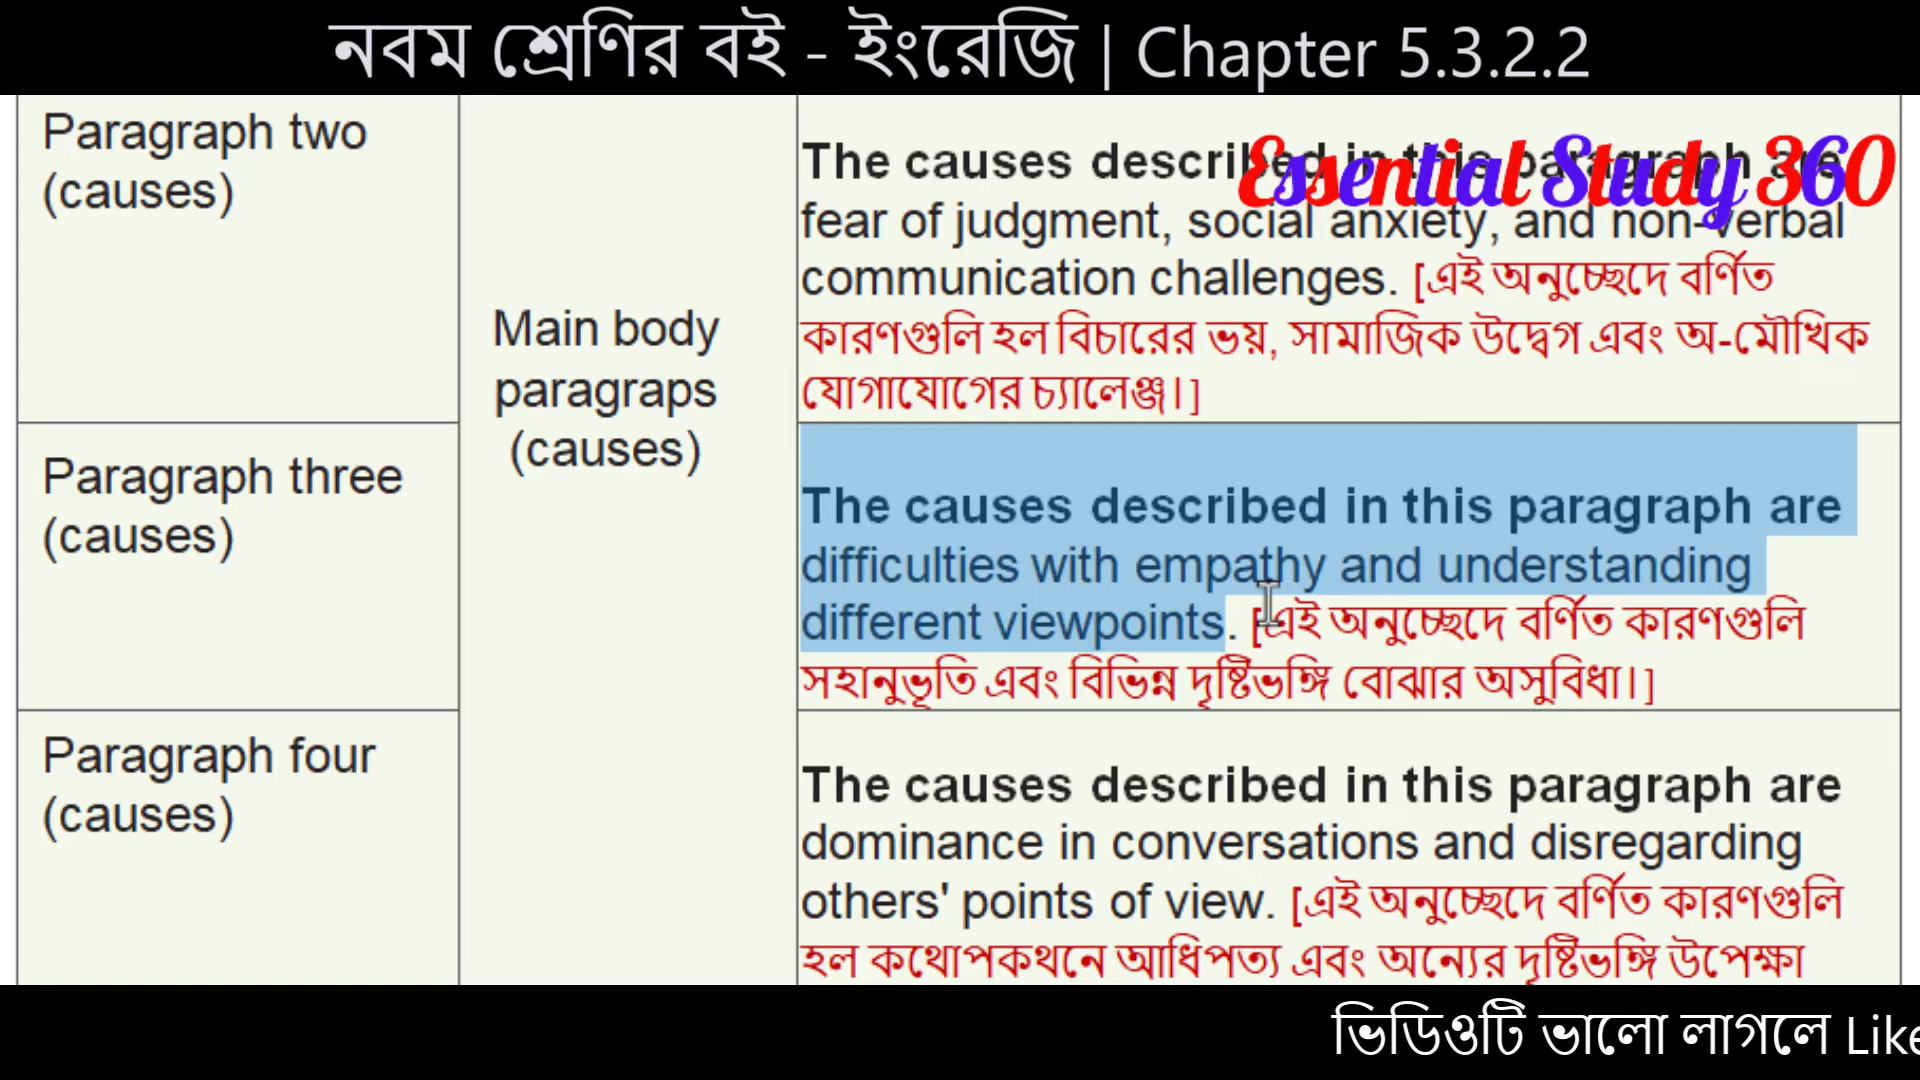 নবম শ্রেণির বই - ইংরেজি | Chapter 5.3.2.2
Paragraph two
(causes)
Main body
paragraps
(causes)
The causes described in this paragraph are
Essential Study 360
fear of judgment, social anxiety, and non-verbal
communication challenges. [এই অনুচ্ছেদে বর্ণিত
কারণগুলি হল বিচারের ভয়, সামাজিক উদ্বেগ এবং অ-মৌখিক
যোগাযোগের চ্যালেঞ্জ।]
Paragraph three
(causes)
The causes described in this paragraph are
difficulties with empathy and understanding
different viewpoints. [এই অনুচ্ছেদে বর্ণিত কারণগুলি
সহানুভূতি এবং বিভিন্ন দৃষ্টিভঙ্গি বোঝার অসুবিধা।]
Paragraph four
(causes)
The causes described in this paragraph are
dominance in conversations and disregarding
others' points of view. [এই অনুচ্ছেদে বর্ণিত কারণগুলি
হল কথোপকথনে আধিপত্য এবং অন্যের দৃষ্টিভঙ্গি উপেক্ষা
ভিডিওটি ভালো লাগলে Like